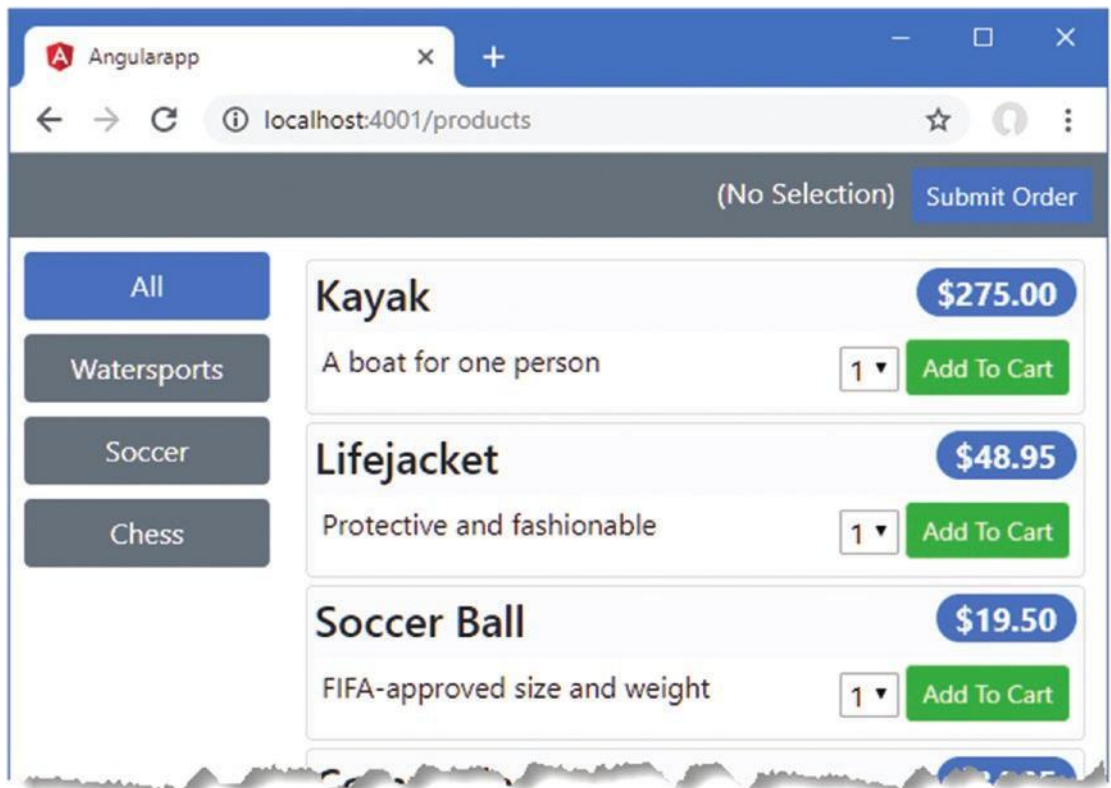 Angularapp
localhost:4001/products
(No Selection) Submit Order
All
Watersports
Soccer
Chess
Kayak $275.00
A boat for one person 1 Add To Cart
Lifejacket $48.95
Protective and fashionable 1 Add To Cart
Soccer Ball $19.50
FIFA-approved size and weight 1 Add To Cart